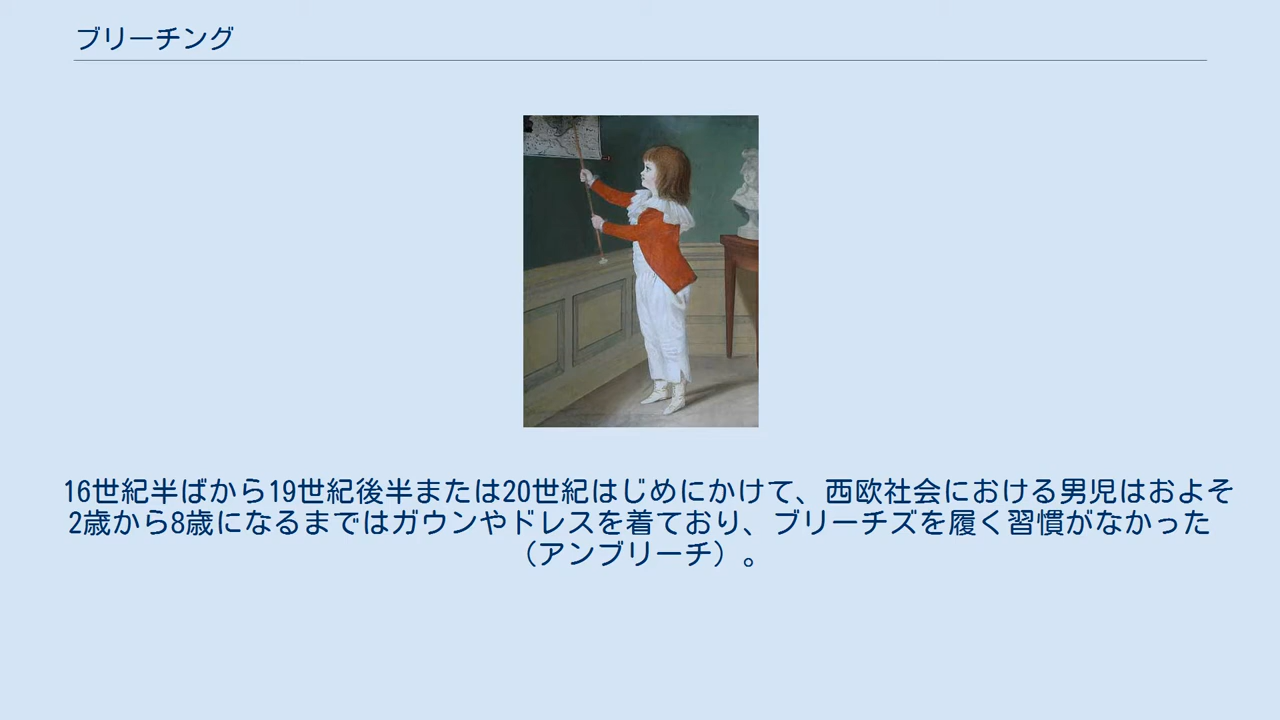 ブリーチング
16世紀半ばから19世紀後半または20世紀はじめにかけて、西欧社会における男児はおよそ
2歳から8歳になるまではガウンやドレスを着ており、ブリーチズを履く習慣がなかった
（アンブリーチ）。